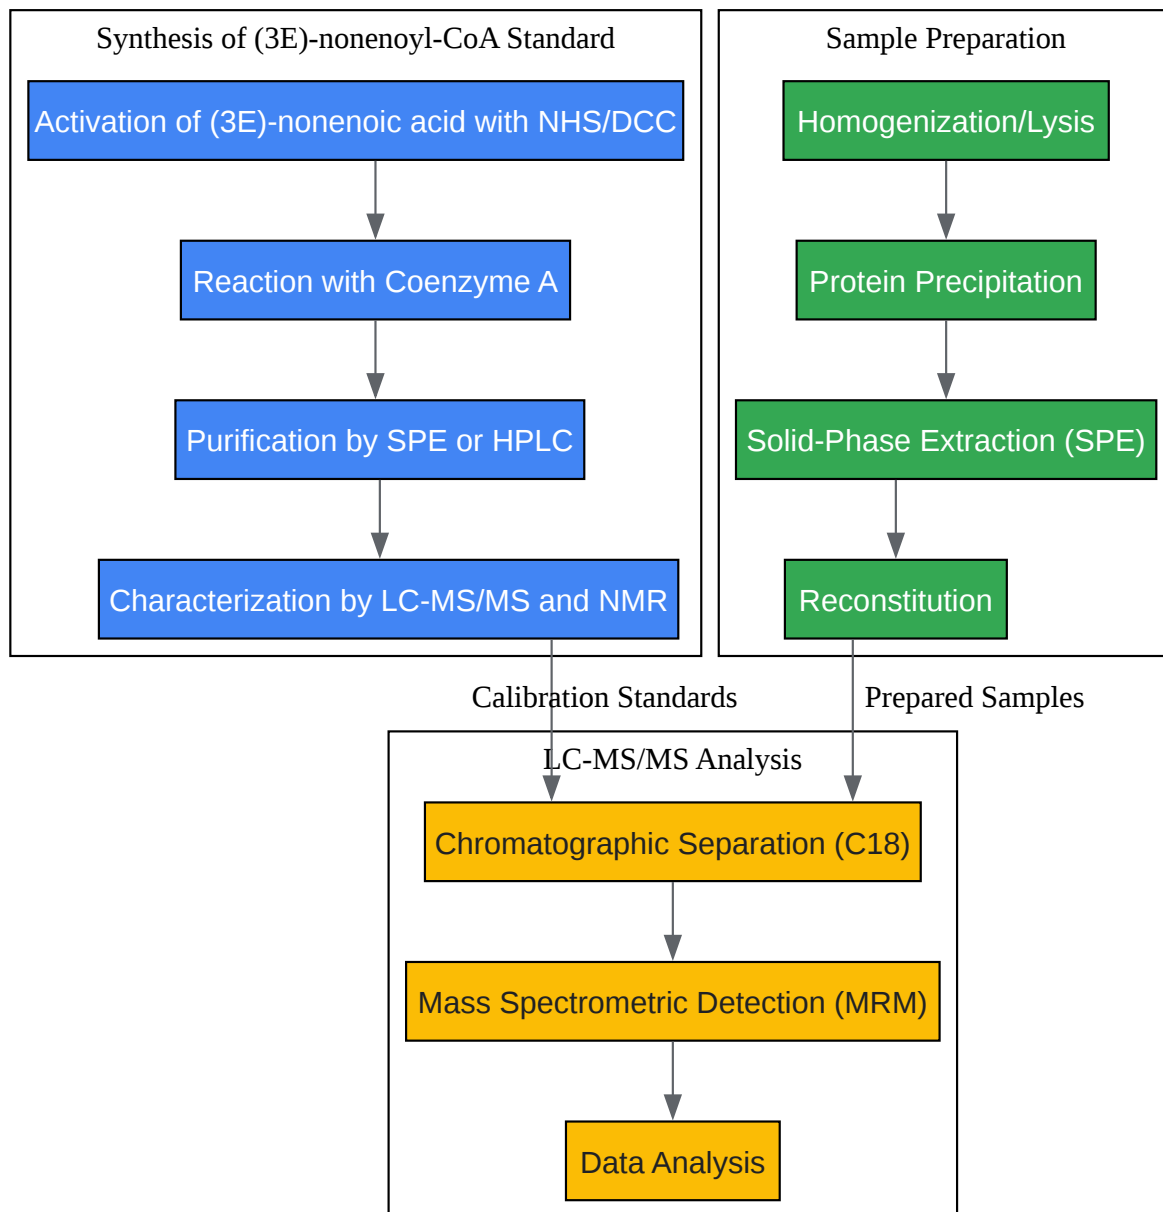 Synthesis of (3E)-nonenoyl-CoA Standard
Activation of (3E)-nonenoic acid with NHS/DCC
Reaction with Coenzyme A
Purification by SPE or HPLC
Characterization by LC-MS/MS and NMR
Sample Preparation
Homogenization/Lysis
Protein Precipitation
Solid-Phase Extraction (SPE)
Reconstitution
Calibration Standards
Prepared Samples
LC-MS/MS Analysis
Chromatographic Separation (C18)
Mass Spectrometric Detection (MRM)
Data Analysis